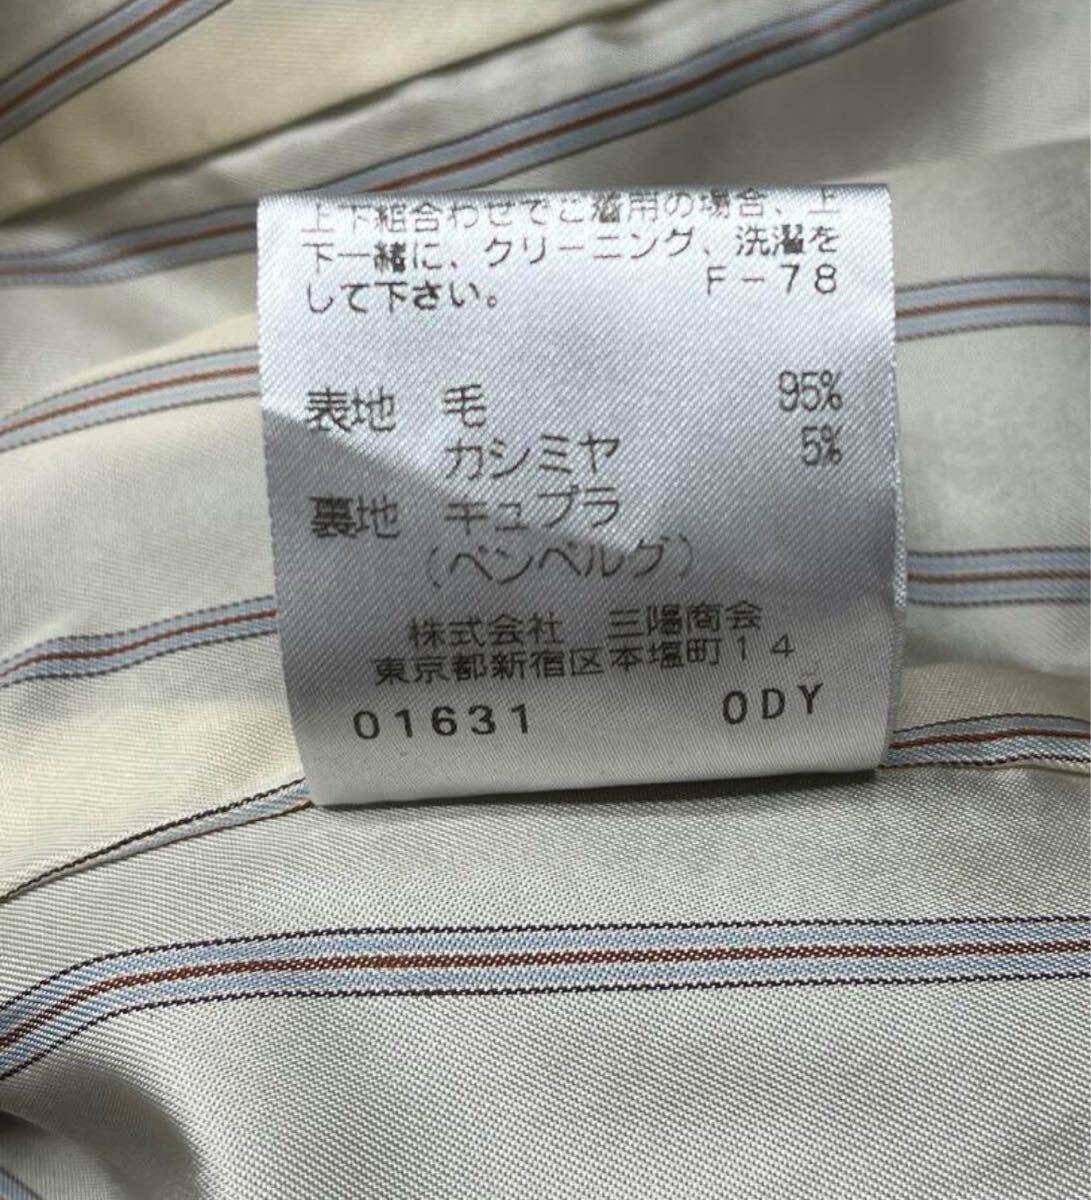 上下組合わせでご着用の場合、上
下一緒に、クリーニング、洗濯を
して下さい。 F-78
表地 毛 95%
カシミヤ 5%
裏地 キュプラ
(ベンベルグ)
株式会社 三陽商会
東京都新宿区本塩町14
01631 0DY